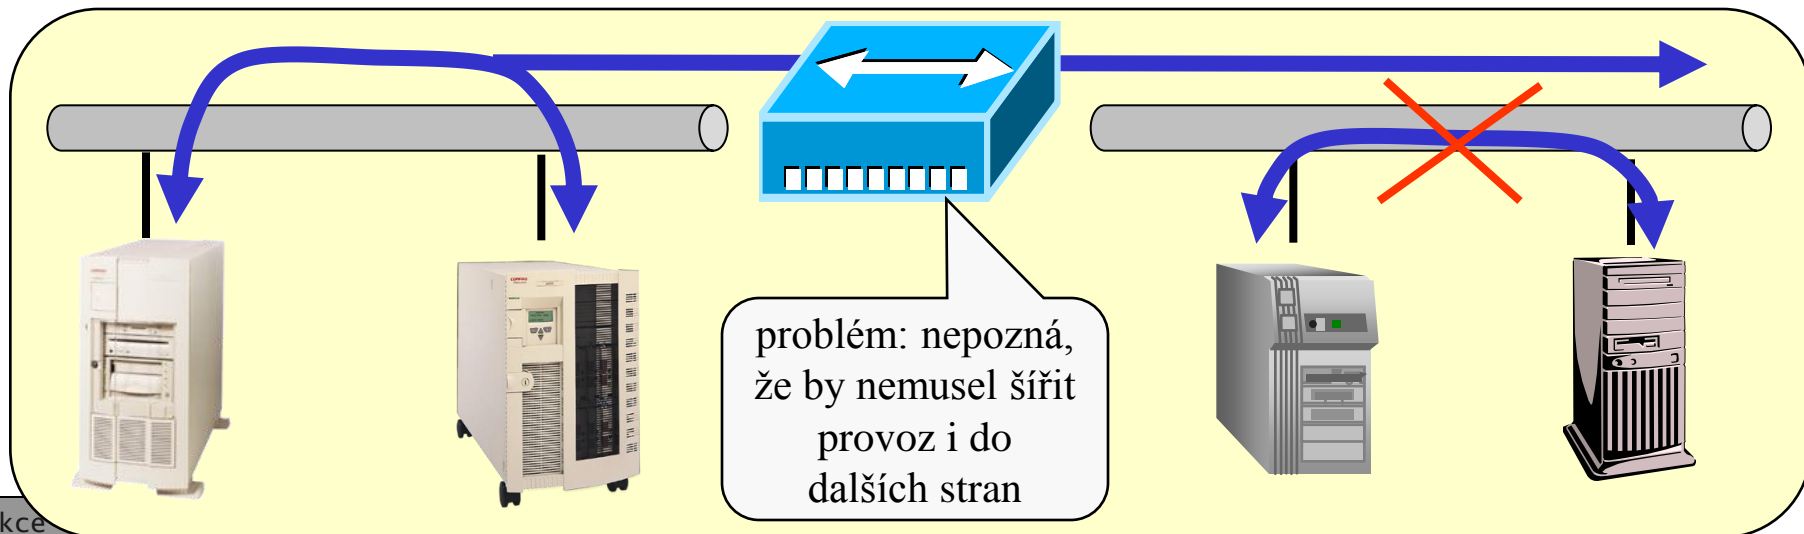 problém: nepozná,
že by nemusel šířit
provoz i do
dalších stran
kce